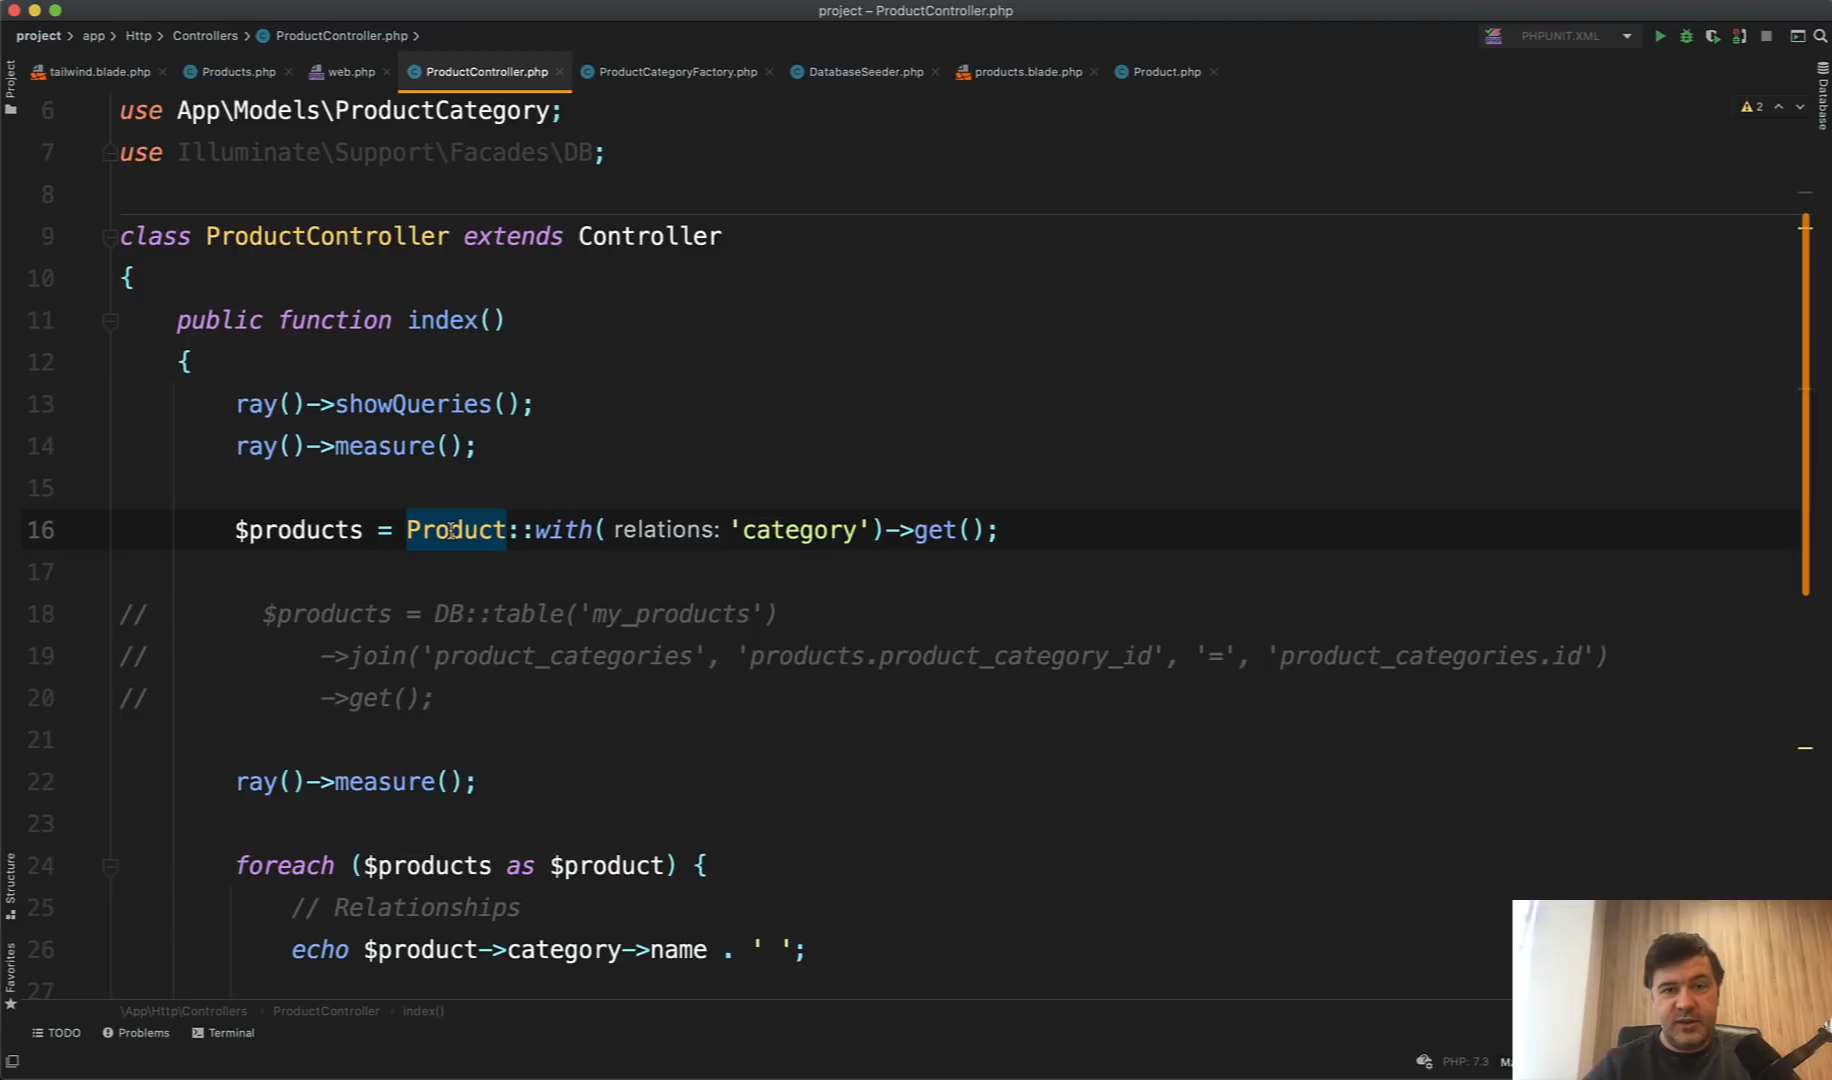 project – ProductController.php
project > app > Http > Controllers > ProductController.php >
PHPUNIT.XML
tailwind.blade.php
Products.php
web.php
ProductController.php
ProductCategoryFactory.php
DatabaseSeeder.php
products.blade.php
Product.php
Project
Database
2
6 use App\Models\ProductCategory;
7 use Illuminate\Support\Facades\DB;
8
9 class ProductController extends Controller
10 {
11 public function index()
12 {
13 ray()->showQueries();
14 ray()->measure();
15
16 $products = Product::with( relations: 'category')->get();
17
18 // $products = DB::table('my_products')
19 // ->join('product_categories', 'products.product_category_id', '=', 'product_categories.id')
20 // ->get();
21
22 ray()->measure();
23
24 foreach ($products as $product) {
25 // Relationships
26 echo $product->category->name . ' ';
27
Structure
Favorites
\App\Http\Controllers > ProductController > index()
TODO
Problems
Terminal
PHP: 7.3